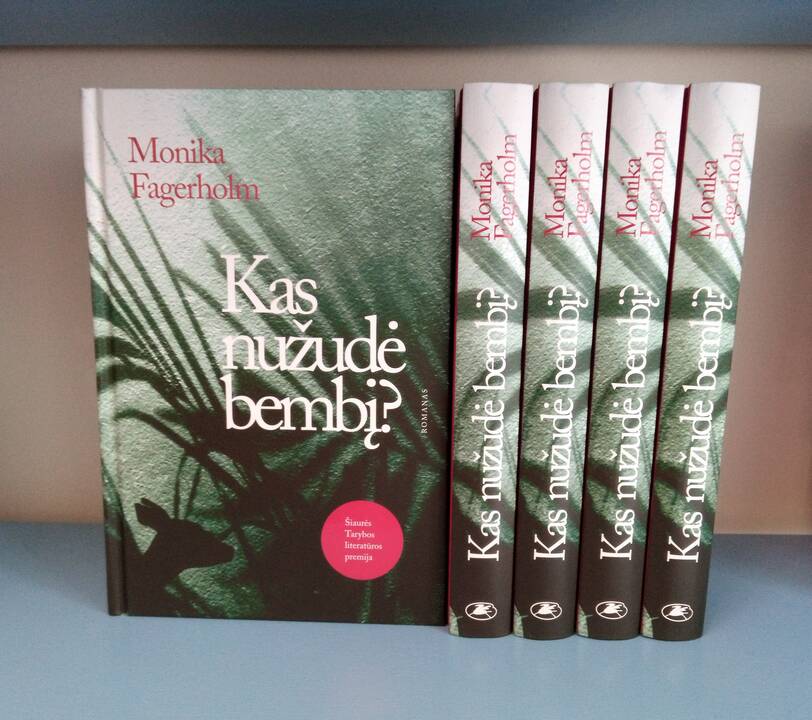 Monika
Fagerholm
Kas
nužudė
bembį?
ROMANAS
Šiaurės
Tarybos
literatūros
premija
Monika
Fagerholm
Kas nužudė bembį?
Monika
Fagerholm
Kas nužudė bembį?
Monika
Fagerholm
Kas nužudė bembį?
Monika
Fagerholm
Kas nužudė bembį?